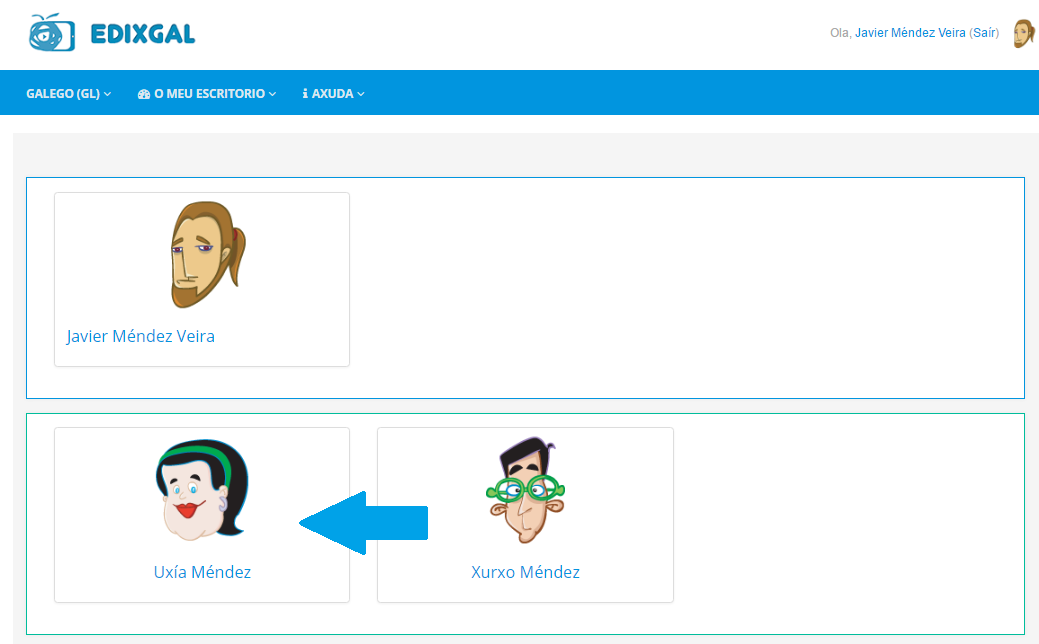 EDIXGAL
Ola, Javier Méndez Veira (Saír)
GALEGO (GL) O MEU ESCRITORIO AXUDA
Javier Méndez Veira
Uxía Méndez Xurxo Méndez